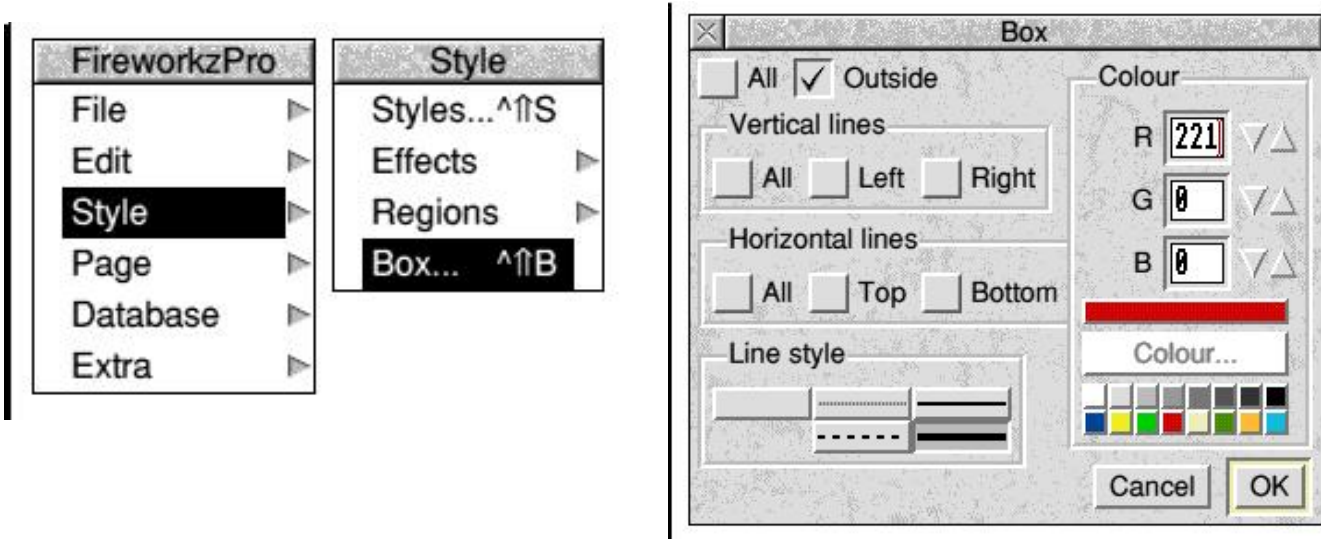 FireworkzPro
File
Edit
Style
Page
Database
Extra
Style
Styles...^⇑S
Effects
Regions
Box... ^⇑B
Box
All Outside
Vertical lines
All Left Right
Horizontal lines
All Top Bottom
Line style
Colour
R 221
G 0
B 0
Colour...
Cancel OK